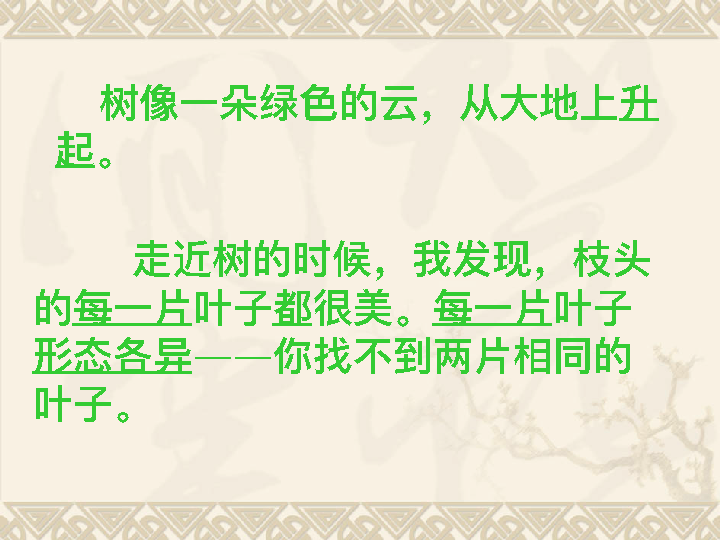 树像一朵绿色的云，从大地上升
起。
走近树的时候，我发现，枝头
的每一片叶子都很美。每一片叶子
形态各异——你找不到两片相同的
叶子。